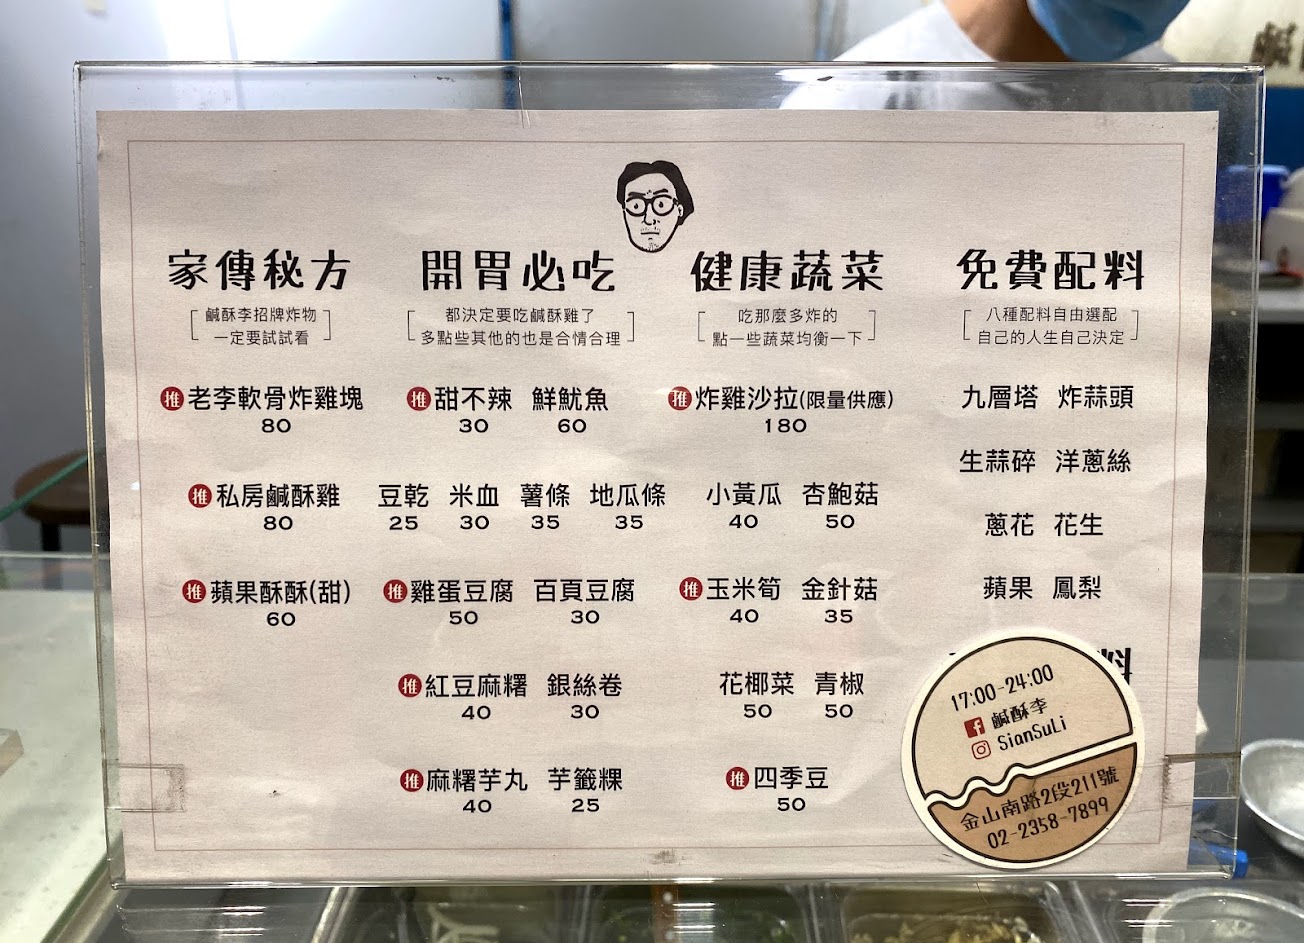 家傳秘方
鹹酥李招牌炸物
一定要試試看
推 老李軟骨炸雞塊
80
推 私房鹹酥雞
80
推 蘋果酥酥(甜)
60
開胃必吃
都決定要吃鹹酥雞了
多點些其他的也是合情合理
推 甜不辣 鮮魷魚
30 60
豆乾 米血 薯條 地瓜條
25 30 35 35
推 雞蛋豆腐 百頁豆腐
50 30
推 紅豆麻糬 銀絲卷
40 30
推 麻糬芋丸 芋籤粿
40 25
健康蔬菜
吃那麼多炸的
點一些蔬菜均衡一下
推 炸雞沙拉(限量供應)
180
小黃瓜 杏鮑菇
40 50
推 玉米筍 金針菇
40 35
花椰菜 青椒
50 50
推 四季豆
50
免費配料
八種配料自由選配
自己的人生自己決定
九層塔 炸蒜頭
生蒜碎 洋蔥絲
蔥花 花生
蘋果 鳳梨
料
17:00-24:00
鹹酥李
SianSuLi
金山南路2段211號
02-2358-7899
鹹